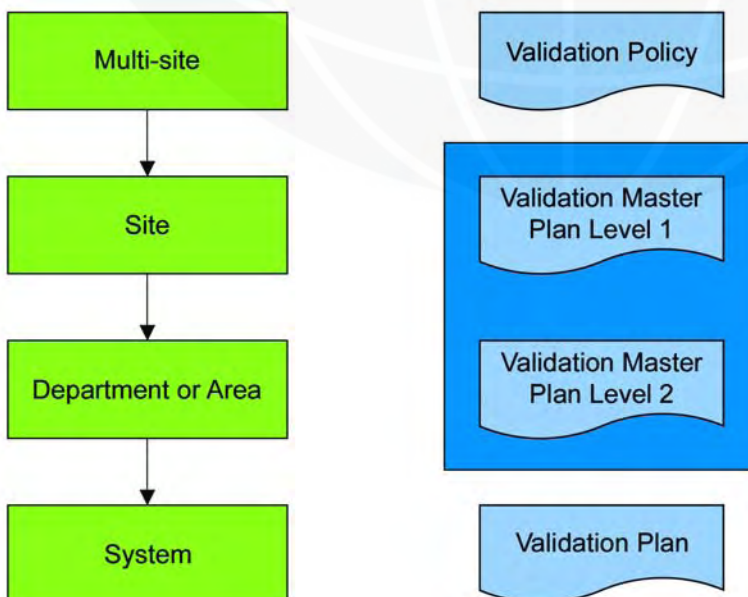 Multi-site
Validation Policy
Site
Validation Master
Plan Level 1
Department or Area
Validation Master
Plan Level 2
System
Validation Plan